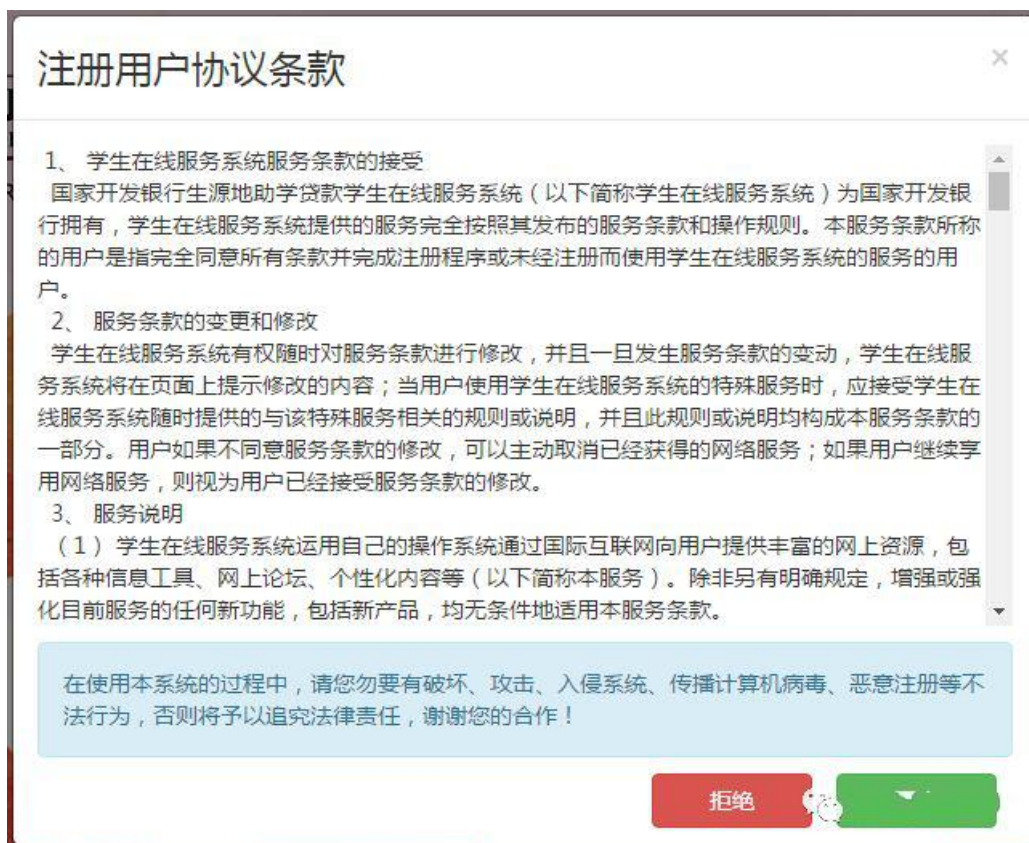 注册用户协议条款
×
1、 学生在线服务系统服务条款的接受
国家开发银行生源地助学贷款学生在线服务系统（以下简称学生在线服务系统）为国家开发银
行拥有，学生在线服务系统提供的服务完全按照其发布的服务条款和操作规则。本服务条款所称
的用户是指完全同意所有条款并完成注册程序或未经注册而使用学生在线服务系统的服务的用
户。
2、 服务条款的变更和修改
学生在线服务系统有权随时对服务条款进行修改，并且一旦发生服务条款的变动，学生在线服
务系统将在页面上提示修改的内容；当用户使用学生在线服务系统的特殊服务时，应接受学生在
线服务系统随时提供的与该特殊服务相关的规则或说明，并且此规则或说明均构成本服务条款的
一部分。用户如果不同意服务条款的修改，可以主动取消已经获得的网络服务；如果用户继续享
用网络服务，则视为用户已经接受服务条款的修改。
3、 服务说明
（1）学生在线服务系统运用自己的操作系统通过国际互联网向用户提供丰富的网上资源，包
括各种信息工具、网上论坛、个性化内容等（以下简称本服务）。除非另有明确规定，增强或强
化目前服务的任何新功能，包括新产品，均无条件地适用本服务条款。
在使用本系统的过程中，请您勿要有破坏、攻击、入侵系统、传播计算机病毒、恶意注册等不
法行为，否则将予以追究法律责任，谢谢您的合作！
拒绝